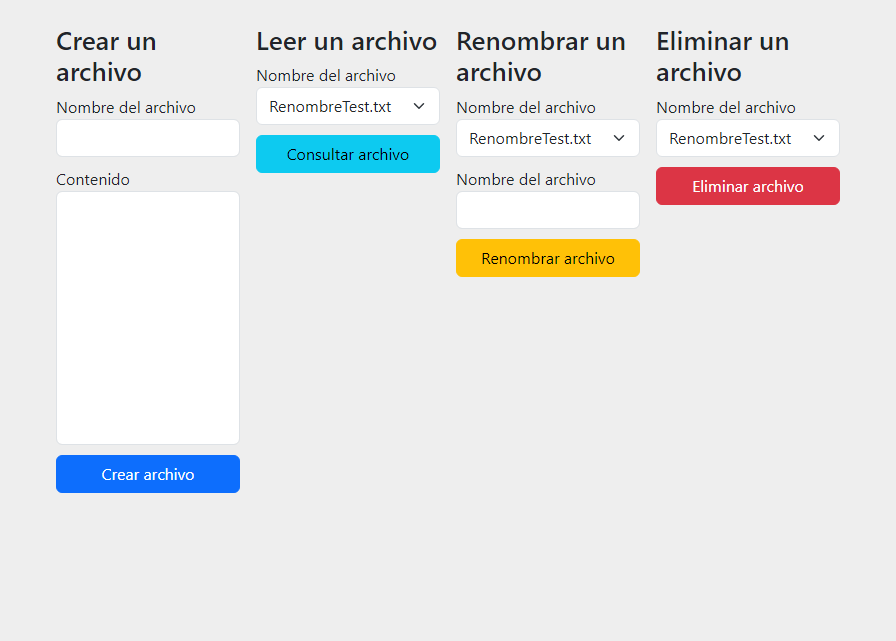 Crear un
archivo
Nombre del archivo
Contenido
Crear archivo
Leer un archivo
Nombre del archivo
RenombreTest.txt
Consultar archivo
Renombrar un
archivo
Nombre del archivo
RenombreTest.txt
Nombre del archivo
Renombrar archivo
Eliminar un
archivo
Nombre del archivo
RenombreTest.txt
Eliminar archivo